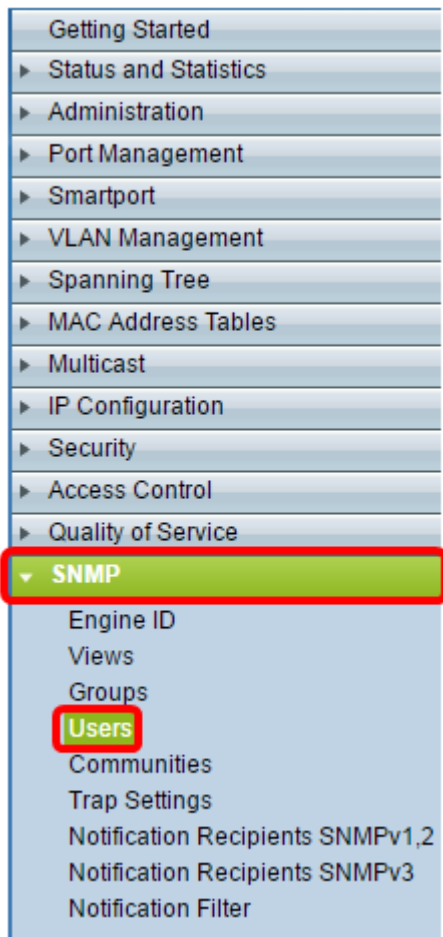 Getting Started
Status and Statistics
Administration
Port Management
Smartport
VLAN Management
Spanning Tree
MAC Address Tables
Multicast
IP Configuration
Security
Access Control
Quality of Service
SNMP
Engine ID
Views
Groups
Users
Communities
Trap Settings
Notification Recipients SNMPv1,2
Notification Recipients SNMPv3
Notification Filter